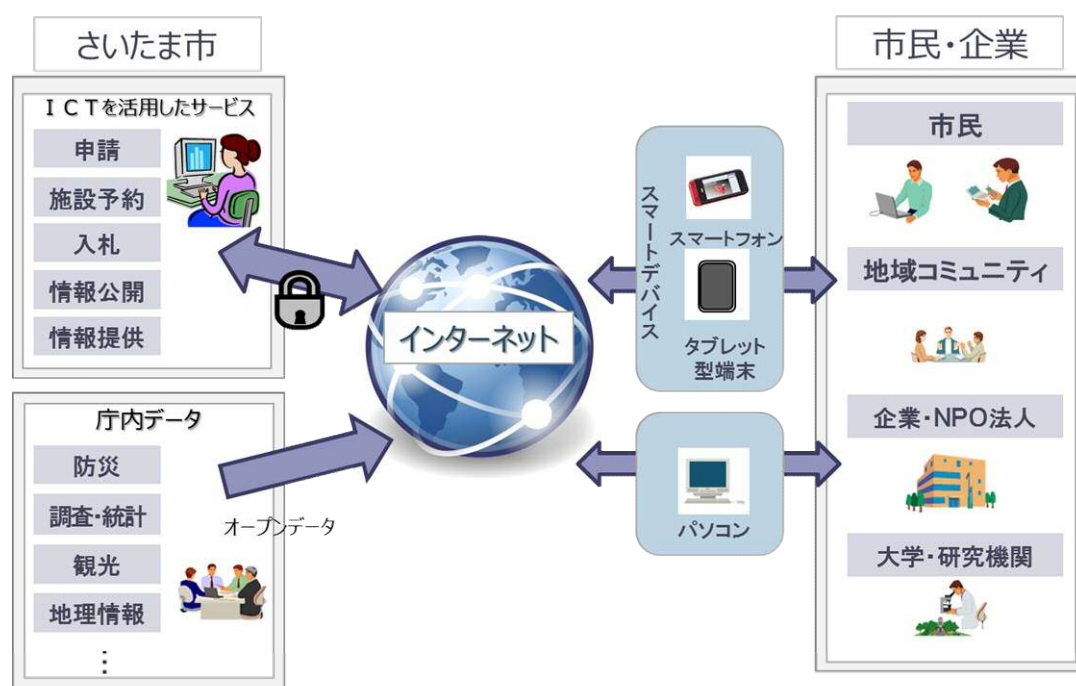 さいたま市
ＩＣＴを活用したサービス
申請
施設予約
入札
情報公開
情報提供
庁内データ
防災
調査・統計
観光
地理情報
⋮
オープンデータ
インターネット
スマートデバイス
スマートフォン
タブレット
型端末
パソコン
市民・企業
市民
地域コミュニティ
企業・NPO法人
大学・研究機関